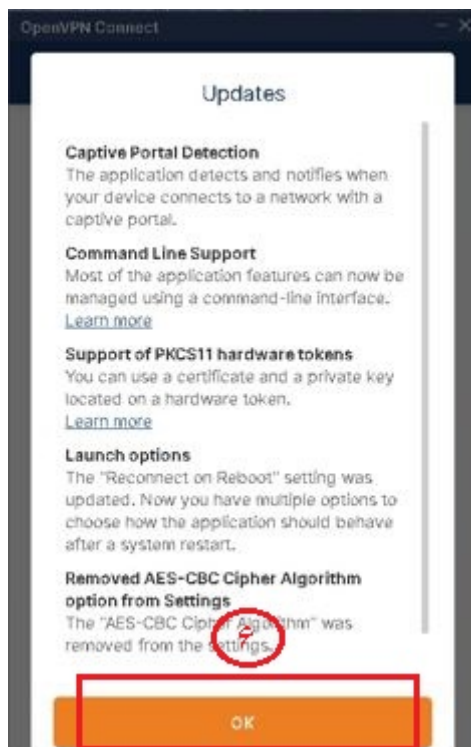 OpenVPN Connect
Updates
Captive Portal Detection
The application detects and notifies when
your device connects to a network with a
captive portal.
Command Line Support
Most of the application features can now be
managed using a command-line interface.
Learn more
Support of PKCS11 hardware tokens
You can use a certificate and a private key
located on a hardware token.
Learn more
Launch options
The "Reconnect on Reboot" setting was
updated. Now you have multiple options to
choose how the application should behave
after a system restart.
Removed AES-CBC Cipher Algorithm
option from Settings
The "AES-CBC Cipher Algorithm" was
removed from the settings.
OK